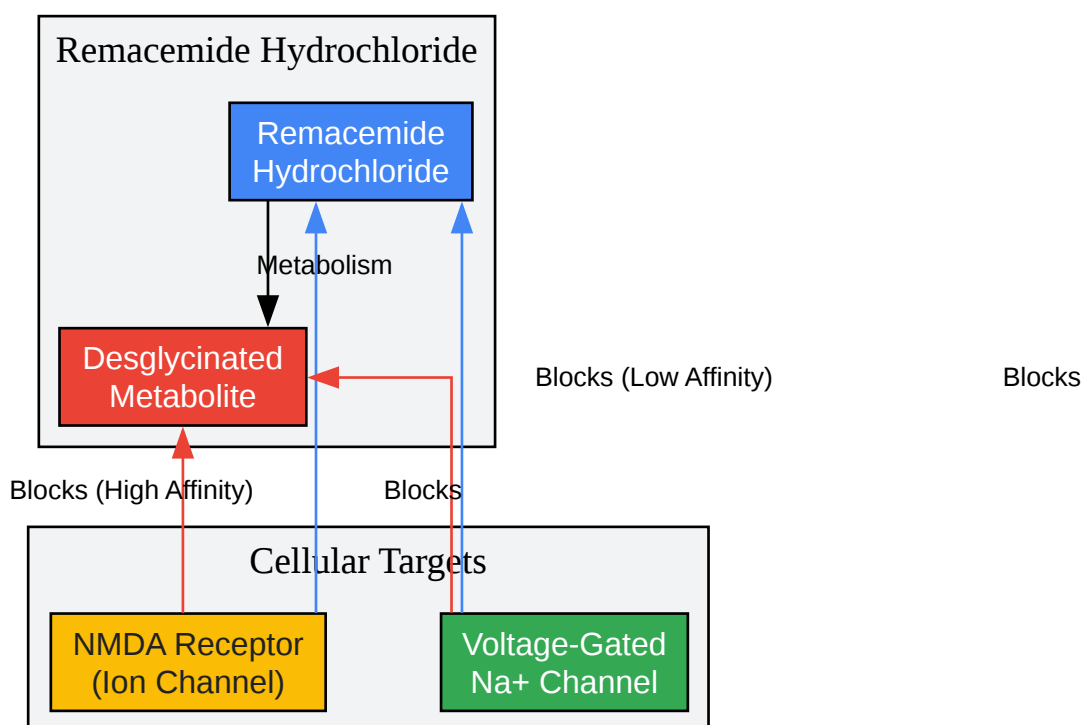 Remacemide Hydrochloride
Remacemide
Hydrochloride
Metabolism
Desglycinated
Metabolite
Blocks (Low Affinity)
Blocks
Blocks (High Affinity)
Blocks
Cellular Targets
NMDA Receptor
(Ion Channel)
Voltage-Gated
Na+ Channel